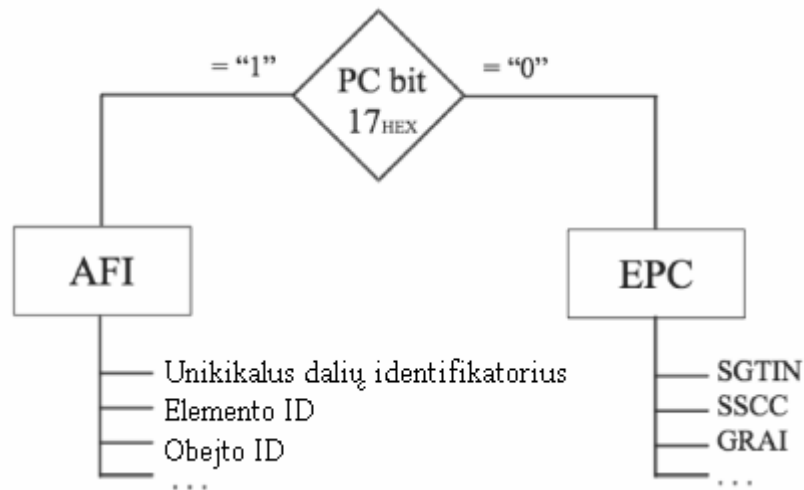 = “1”
PC bit
17HEX
= “0”
AFI
EPC
Unikikalus dalių identifikatorius
Elemento ID
Obejto ID
. . .
SGTIN
SSCC
GRAI
. . .